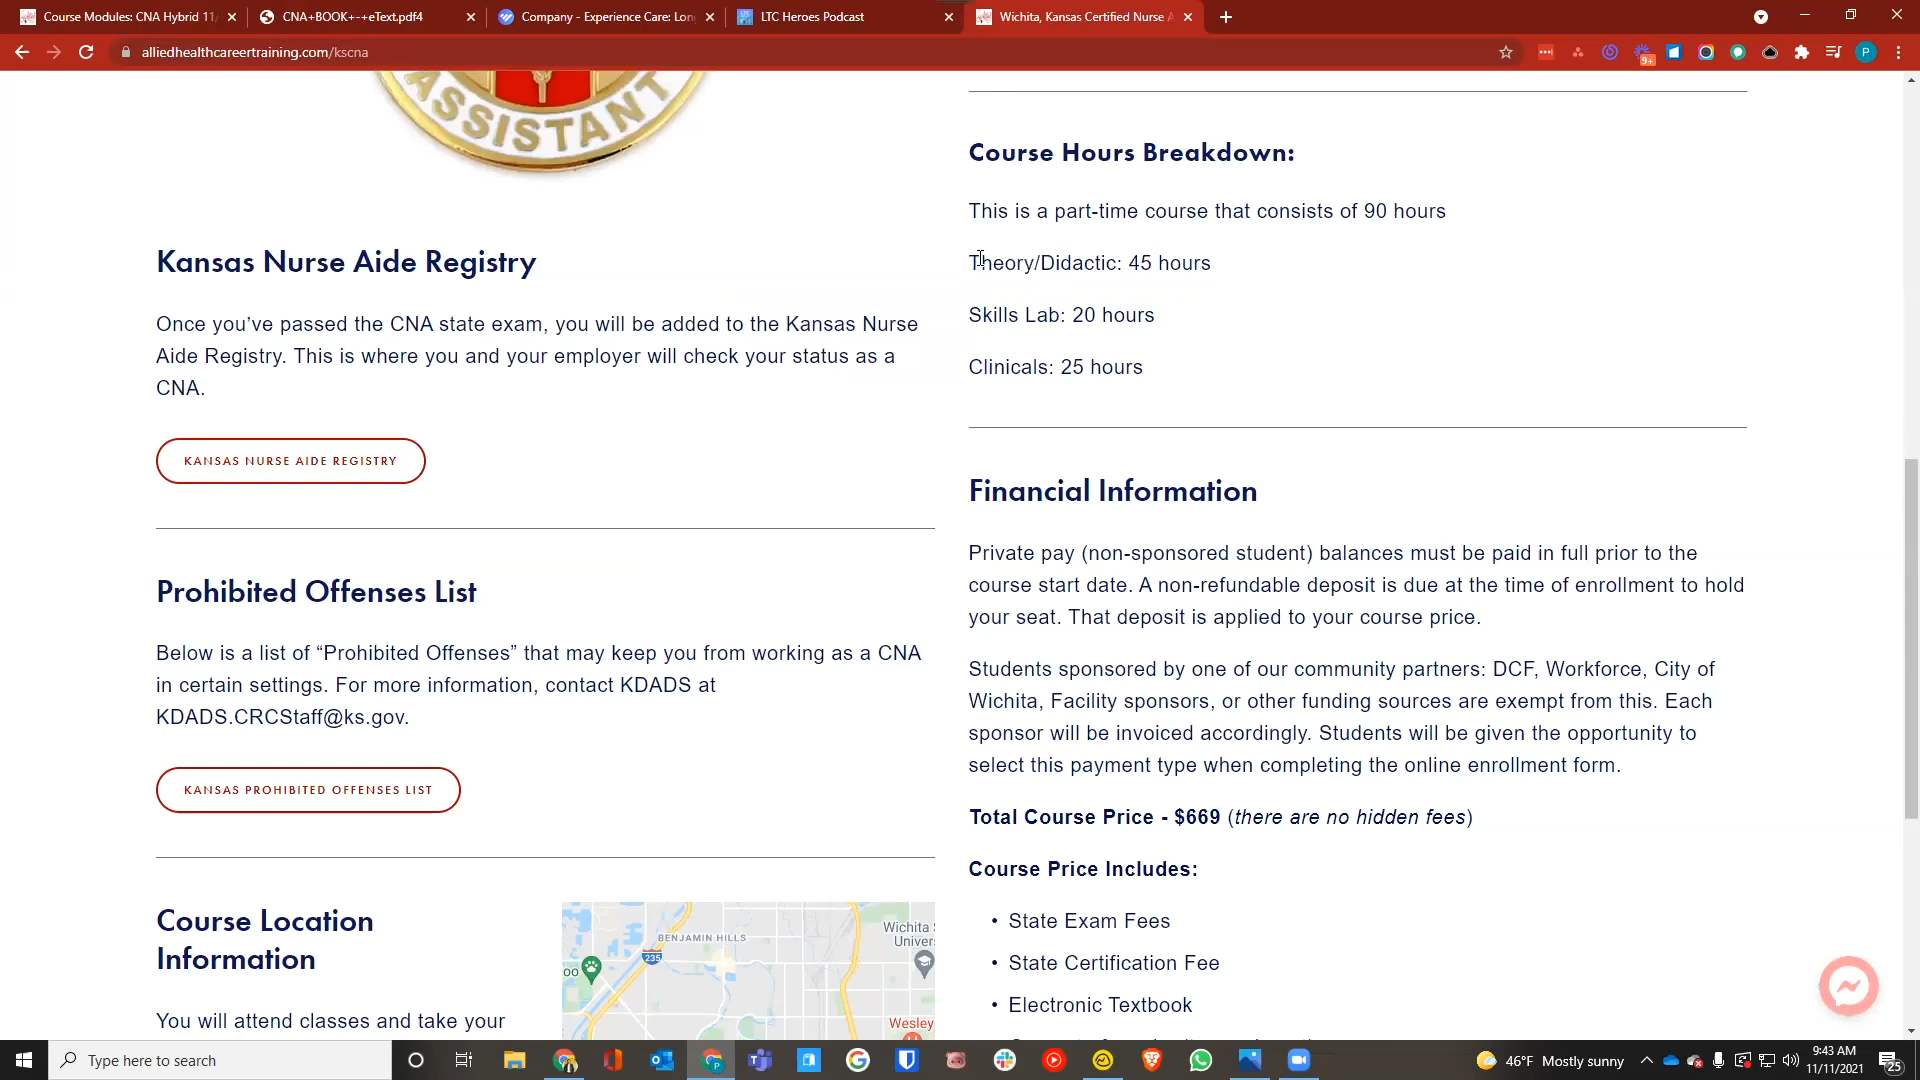 Course Modules: CNA Hybrid 11/
CNA+BOOK+-+eText.pdf4
Company - Experience Care: Lon
LTC Heroes Podcast
Wichita, Kansas Certified Nurse A
alliedhealthcareertraining.com/kscna
9+
P
ASSISTANT
Kansas Nurse Aide Registry
Once you've passed the CNA state exam, you will be added to the Kansas Nurse
Aide Registry. This is where you and your employer will check your status as a
CNA.
KANSAS NURSE AIDE REGISTRY
Prohibited Offenses List
Below is a list of “Prohibited Offenses” that may keep you from working as a CNA
in certain settings. For more information, contact KDADS at
KDADS.CRCStaff@ks.gov.
KANSAS PROHIBITED OFFENSES LIST
Course Location
Information
You will attend classes and take your
BENJAMIN HILLS
235
oo
Wichita S
Univer
Wesley
Course Hours Breakdown:
This is a part-time course that consists of 90 hours
Theory/Didactic: 45 hours
Skills Lab: 20 hours
Clinicals: 25 hours
Financial Information
Private pay (non-sponsored student) balances must be paid in full prior to the
course start date. A non-refundable deposit is due at the time of enrollment to hold
your seat. That deposit is applied to your course price.
Students sponsored by one of our community partners: DCF, Workforce, City of
Wichita, Facility sponsors, or other funding sources are exempt from this. Each
sponsor will be invoiced accordingly. Students will be given the opportunity to
select this payment type when completing the online enrollment form.
Total Course Price - $669 (there are no hidden fees)
Course Price Includes:
• State Exam Fees
• State Certification Fee
• Electronic Textbook
Type here to search
46°F Mostly sunny
9:43 AM
11/11/2021
25